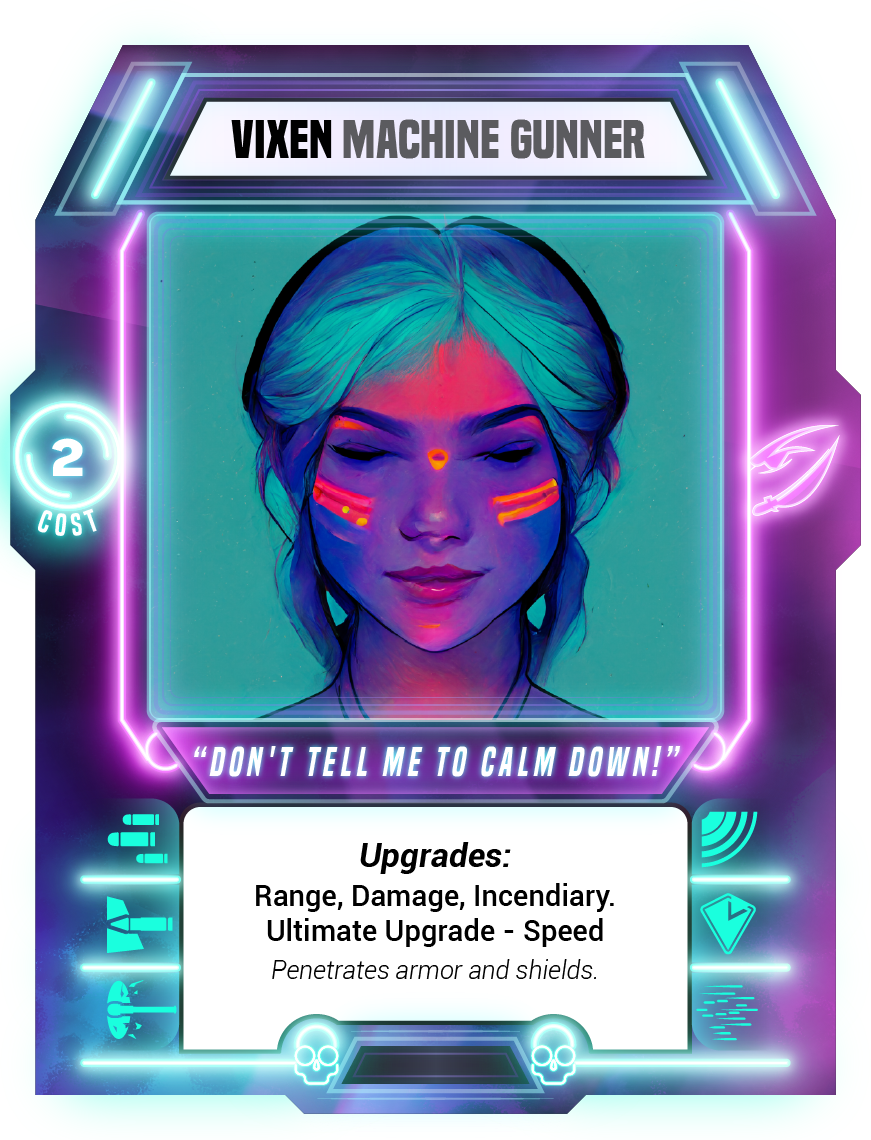 VIXEN MACHINE GUNNER
2
COST
“DON'T TELL ME TO CALM DOWN!”
Upgrades:
Range, Damage, Incendiary.
Ultimate Upgrade - Speed
Penetrates armor and shields.